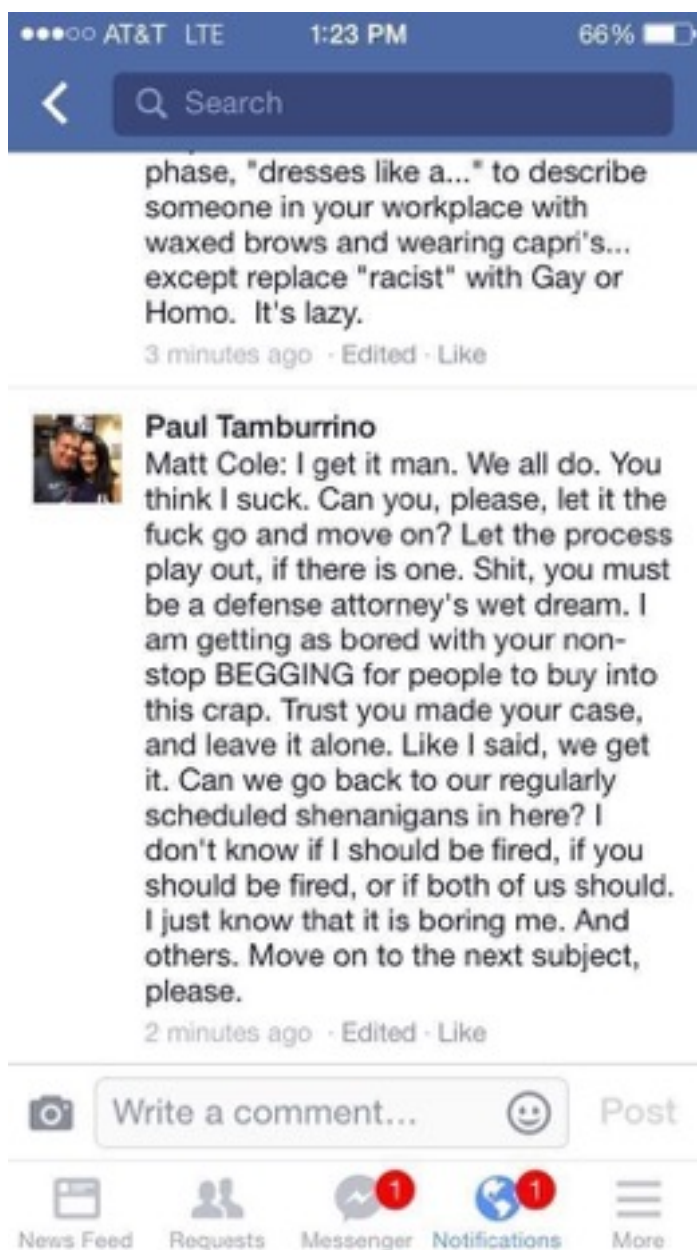 AT&T LTE 1:23 PM 66%
Search
phase, "dresses like a..." to describe
someone in your workplace with
waxed brows and wearing capri's...
except replace "racist" with Gay or
Homo. It's lazy.
3 minutes ago · Edited · Like
Paul Tamburrino
Matt Cole: I get it man. We all do. You
think I suck. Can you, please, let it the
fuck go and move on? Let the process
play out, if there is one. Shit, you must
be a defense attorney's wet dream. I
am getting as bored with your non-
stop BEGGING for people to buy into
this crap. Trust you made your case,
and leave it alone. Like I said, we get
it. Can we go back to our regularly
scheduled shenanigans in here? I
don't know if I should be fired, if you
should be fired, or if both of us should.
I just know that it is boring me. And
others. Move on to the next subject,
please.
2 minutes ago · Edited · Like
Write a comment... Post
1 1
News Feed Requests Messenger Notifications More